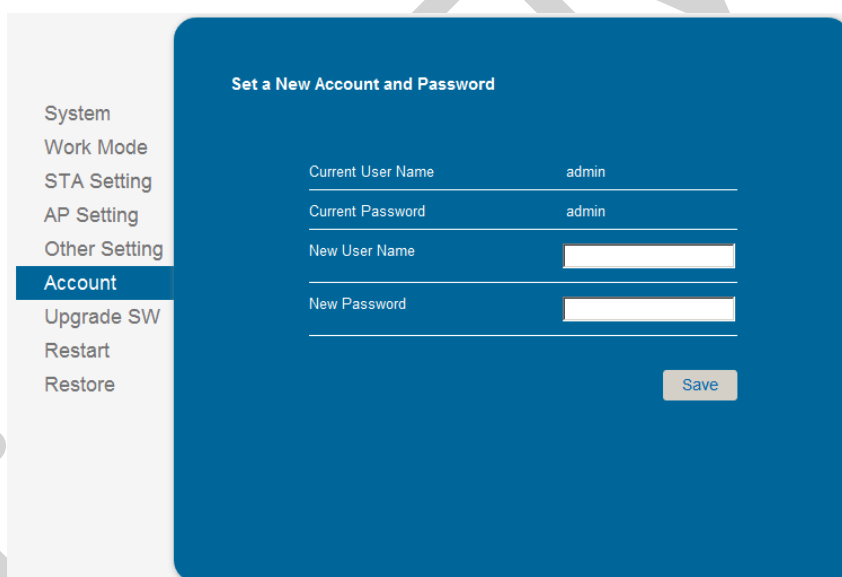 Set a New Account and Password
System
Work Mode
STA Setting
AP Setting
Other Setting
Account
Upgrade SW
Restart
Restore
Current User Name admin
Current Password admin
New User Name
New Password
Save